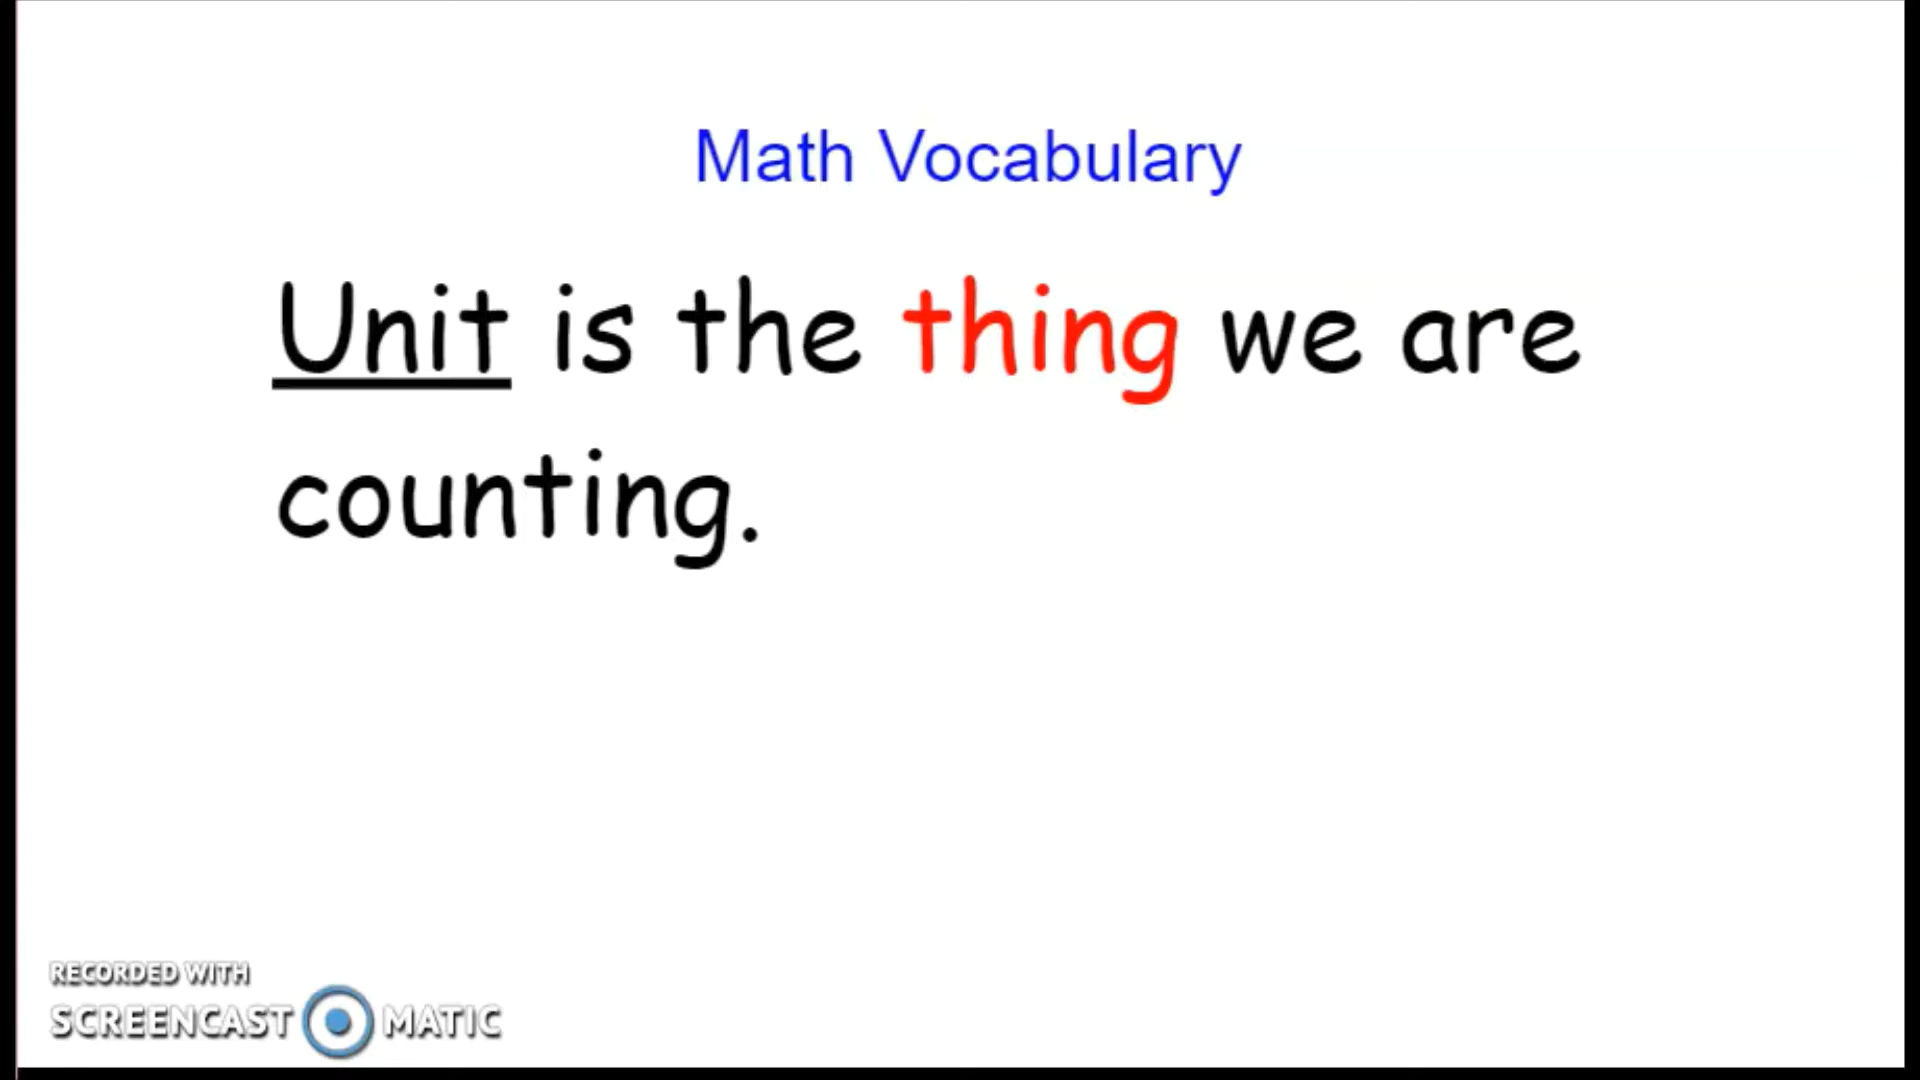 Math Vocabulary
Unit is the thing we are
counting.
RECORDED WITH
SCREENCAST MATIC